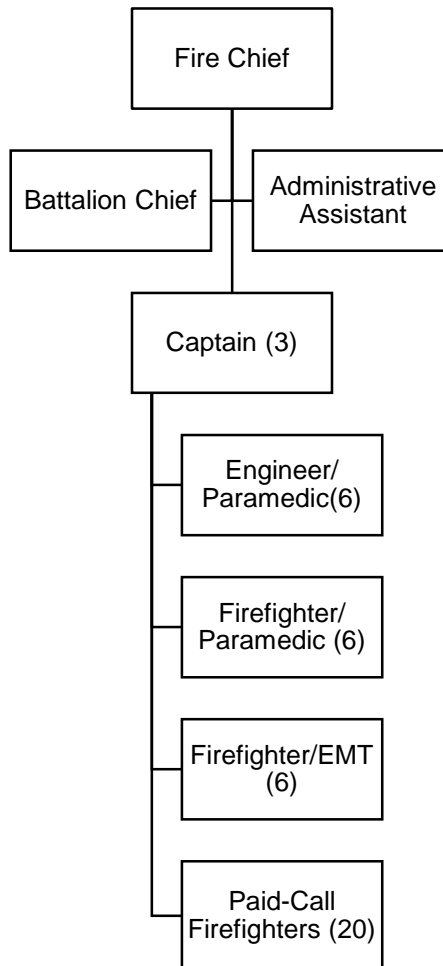 Fire Chief
Battalion Chief
Administrative
Assistant
Captain (3)
Engineer/
Paramedic(6)
Firefighter/
Paramedic (6)
Firefighter/EMT
(6)
Paid-Call
Firefighters (20)